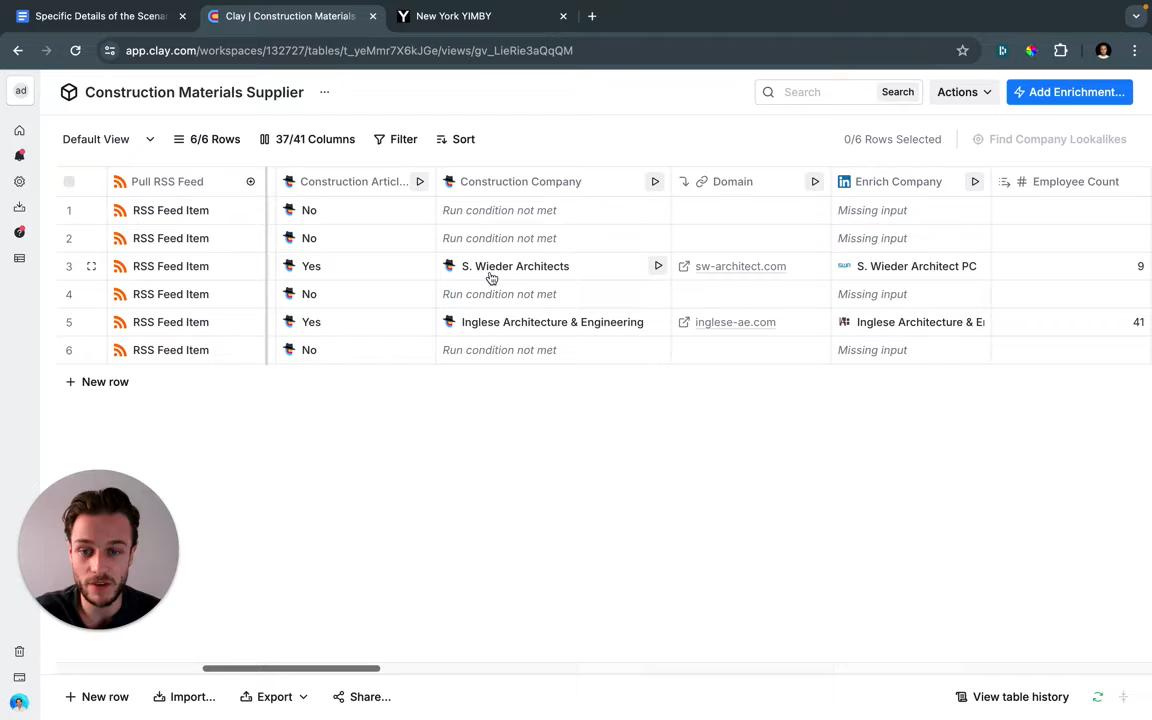 Specific Details of the Scenar
Clay | Construction Materials
New York YIMBY
app.clay.com/workspaces/132727/tables/t_yeMmr7X6kJGe/views/gv_LieRie3aQqQM
ad
Construction Materials Supplier
Search
Search
Actions
Add Enrichment...
Default View
6/6 Rows
37/41 Columns
Filter
Sort
0/6 Rows Selected
Find Company Lookalikes
Pull RSS Feed
Construction Articl...
Construction Company
Domain
Enrich Company
# Employee Count
1 RSS Feed Item No Run condition not met Missing input
2 RSS Feed Item No Run condition not met Missing input
3 RSS Feed Item Yes S. Wieder Architects sw-architect.com S. Wieder Architect PC 9
4 RSS Feed Item No Run condition not met Missing input
5 RSS Feed Item Yes Inglese Architecture & Engineering inglese-ae.com Inglese Architecture & Ei 41
6 RSS Feed Item No Run condition not met Missing input
+ New row
+ New row
Import...
Export
Share...
View table history